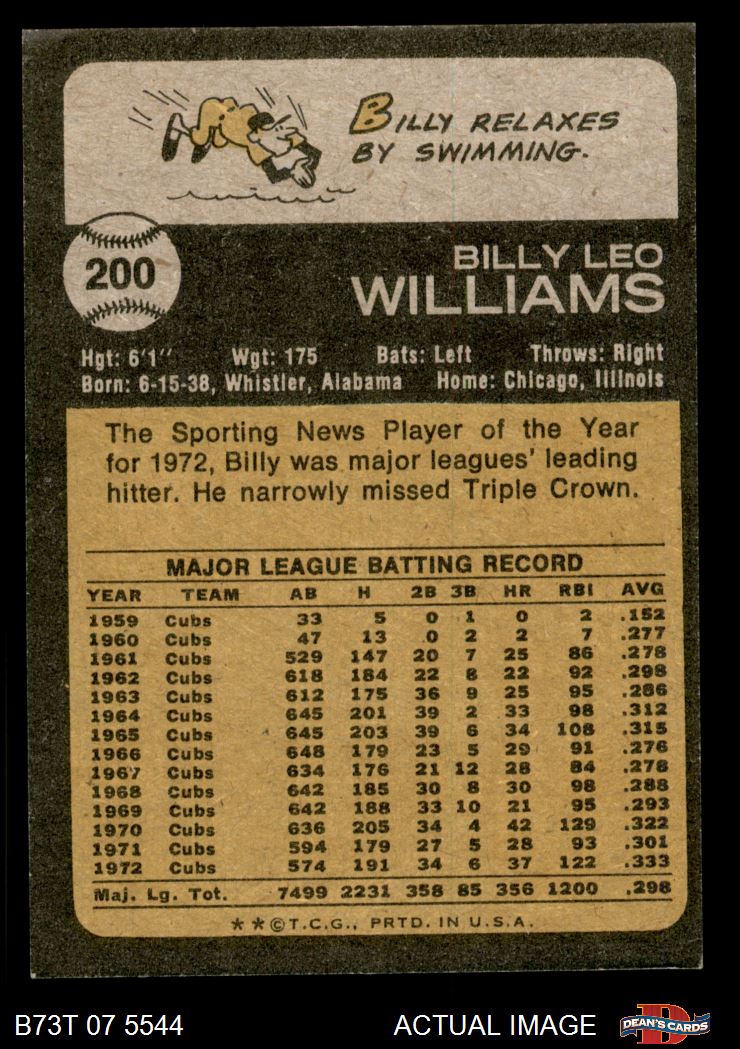 BILLY RELAXES
BY SWIMMING.
200
BILLY LEO
WILLIAMS
Hgt: 6'1" Wgt: 175 Bats: Left Throws: Right
Born: 6-15-38, Whistler, Alabama Home: Chicago, Illinois
The Sporting News Player of the Year
for 1972, Billy was major leagues' leading
hitter. He narrowly missed Triple Crown.
MAJOR LEAGUE BATTING RECORD
YEAR TEAM AB H 2B 3B HR RBI AVG
1959 Cubs 33 5 0 1 0 2 .152
1960 Cubs 47 13 0 2 2 7 .277
1961 Cubs 529 147 20 7 25 86 .278
1962 Cubs 618 184 22 8 22 92 .298
1963 Cubs 612 175 36 9 25 95 .286
1964 Cubs 645 201 39 2 33 98 .312
1965 Cubs 645 203 39 6 34 108 .315
1966 Cubs 648 179 23 5 29 91 .276
1967 Cubs 634 176 21 12 28 84 .278
1968 Cubs 642 185 30 8 30 98 .288
1969 Cubs 642 188 33 10 21 95 .293
1970 Cubs 636 205 34 4 42 129 .322
1971 Cubs 594 179 27 5 28 93 .301
1972 Cubs 574 191 34 6 37 122 .333
Maj. Lg. Tot. 7499 2231 358 85 356 1200 .298
* * © T.C.G., PRTD. IN U.S.A.
B73T 07 5544 ACTUAL IMAGE D DEAN'S CARDS